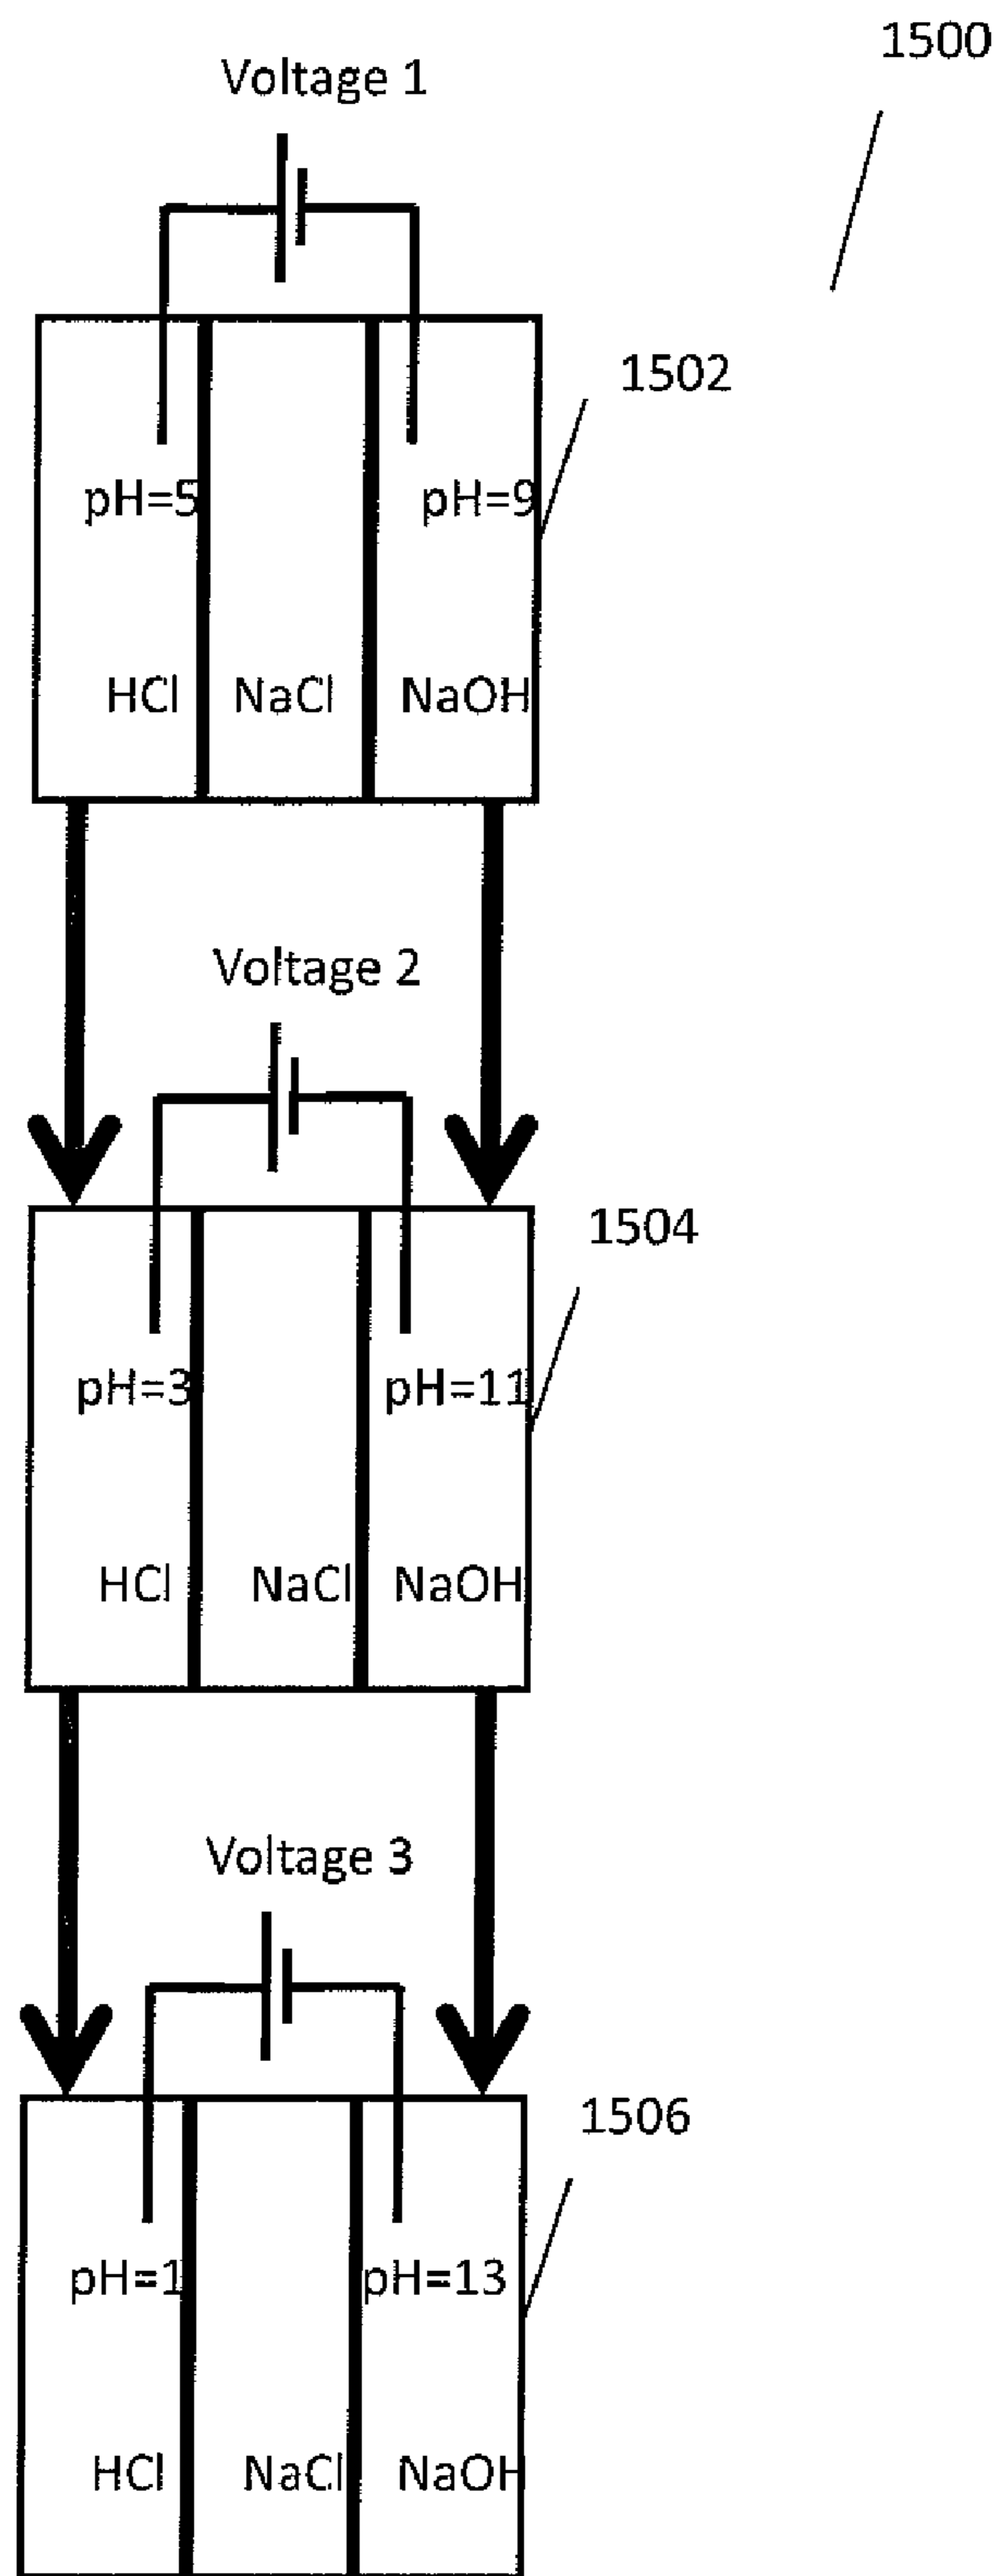 1500
Voltage 1
1502
pH=5 pH=9
HCl NaCl NaOH
Voltage 2
1504
pH=3 pH=11
HCl NaCl NaOH
Voltage 3
1506
pH=1 pH=13
HCl NaCl NaOH